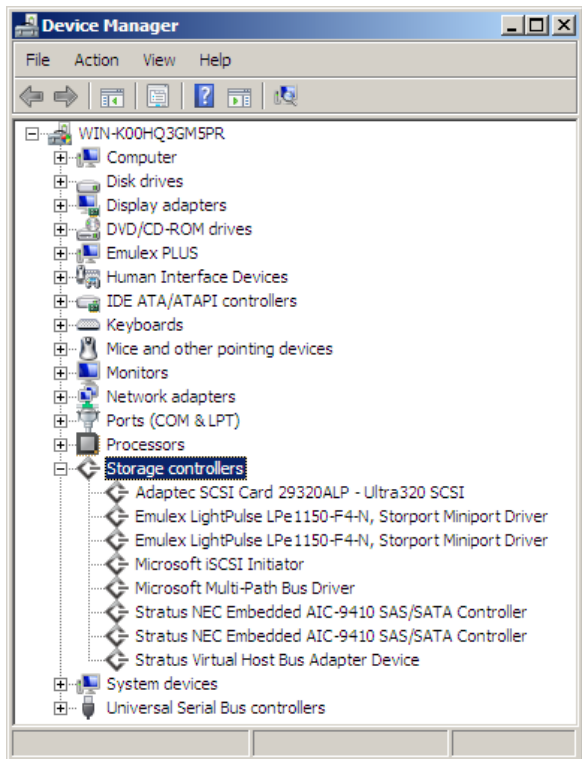 Device Manager
File Action View Help
WIN-K00HQ3GM5PR
Computer
Disk drives
Display adapters
DVD/CD-ROM drives
Emulex PLUS
Human Interface Devices
IDE ATA/ATAPI controllers
Keyboards
Mice and other pointing devices
Monitors
Network adapters
Ports (COM & LPT)
Processors
Storage controllers
Adaptec SCSI Card 29320ALP - Ultra320 SCSI
Emulex LightPulse LPe1150-F4-N, Storport Miniport Driver
Emulex LightPulse LPe1150-F4-N, Storport Miniport Driver
Microsoft iSCSI Initiator
Microsoft Multi-Path Bus Driver
Stratus NEC Embedded AIC-9410 SAS/SATA Controller
Stratus NEC Embedded AIC-9410 SAS/SATA Controller
Stratus Virtual Host Bus Adapter Device
System devices
Universal Serial Bus controllers